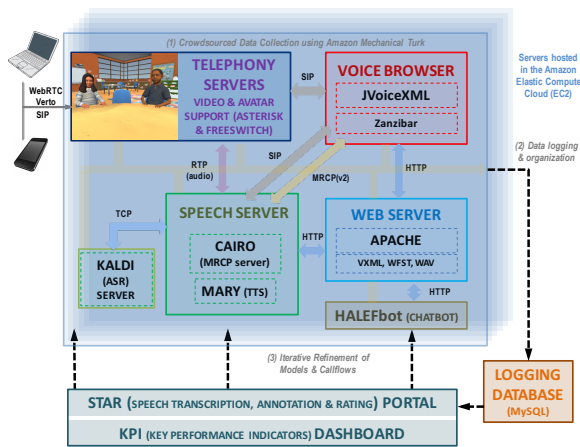 (1) Crowdsourced Data Collection using Amazon Mechanical Turk
TELEPHONY
SERVERS
VIDEO & AVATAR
SUPPORT (ASTERISK
& FREESWITCH)
SIP
VOICE BROWSER
JVoiceXML
Zanzibar
Servers hosted
in the Amazon
Elastic Compute
Cloud (EC2)
WebRTC
Verto
SIP
(2) Data logging
& organization
RTP
(audio)
SIP
MRCP(v2)
HTTP
TCP
SPEECH SERVER
CAIRO
(MRCP server)
MARY (TTS)
HTTP
WEB SERVER
APACHE
VXML, WFST, WAV
KALDI
(ASR)
SERVER
HTTP
HALEFbot (CHATBOT)
(3) Iterative Refinement of
Models & Callflows
STAR (SPEECH TRANSCRIPTION, ANNOTATION & RATING) PORTAL
KPI (KEY PERFORMANCE INDICATORS) DASHBOARD
LOGGING
DATABASE
(MySQL)